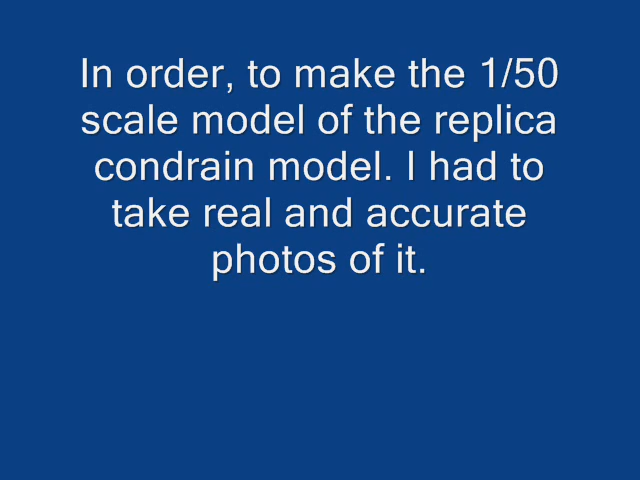 In order, to make the 1/50
scale model of the replica
condrain model. I had to
take real and accurate
photos of it.